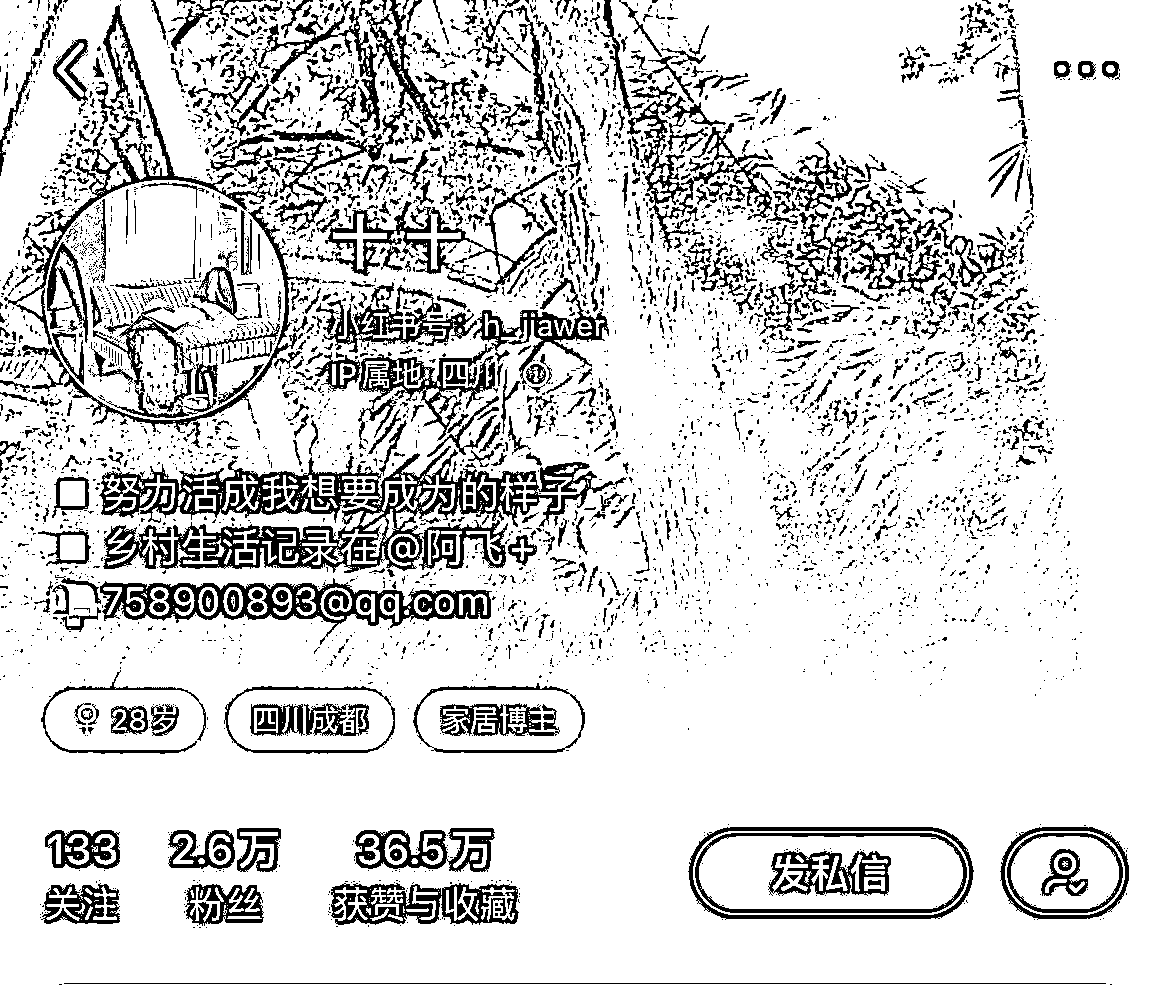 十十
小红书号：h_jiawer
IP属地：四川
努力活成我想要成为的样子
乡村生活记录在@阿飞+
758900893@qq.com
28岁 四川成都 家居博主
133 2.6万 36.5万
关注 粉丝 获赞与收藏
发私信